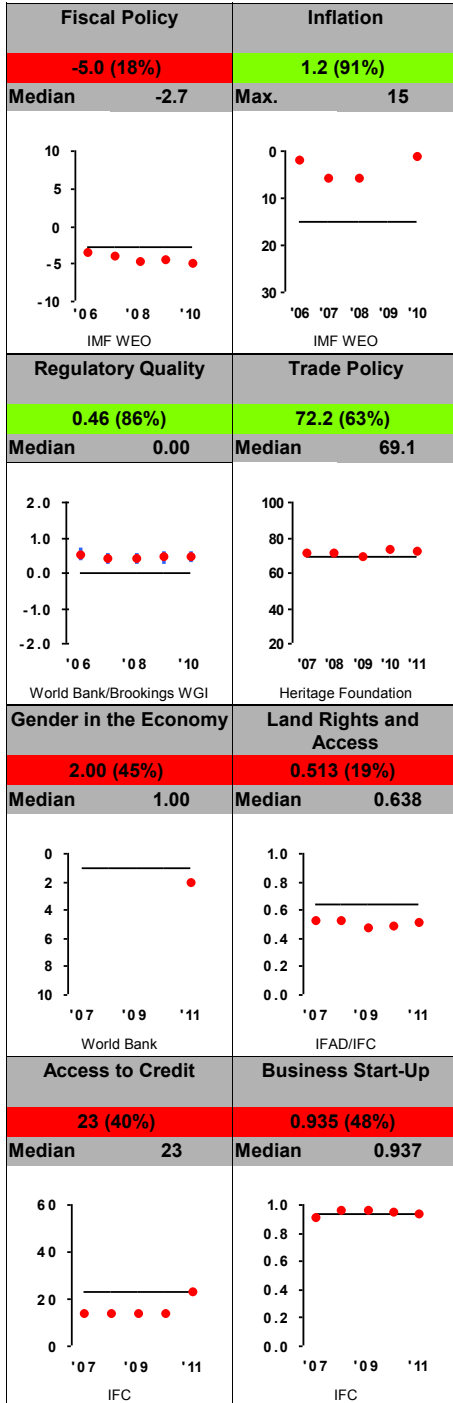 Fiscal Policy
-5.0 (18%)
Median -2.7
10
5
0
-5
-10
'06 '08 '10
IMF WEO
Inflation
1.2 (91%)
Max. 15
0
10
20
30
'06 '07 '08 '09 '10
IMF WEO
Regulatory Quality
0.46 (86%)
Median 0.00
2.0
1.0
0.0
-1.0
-2.0
'06 '08 '10
World Bank/Brookings WGI
Trade Policy
72.2 (63%)
Median 69.1
100
80
60
40
20
'07 '08 '09 '10 '11
Heritage Foundation
Gender in the Economy
2.00 (45%)
Median 1.00
0
2
4
6
8
10
'07 '09 '11
World Bank
Land Rights and
Access
0.513 (19%)
Median 0.638
1.0
0.8
0.6
0.4
0.2
0.0
'07 '09 '11
IFAD/IFC
Access to Credit
23 (40%)
Median 23
60
40
20
0
'07 '09 '11
IFC
Business Start-Up
0.935 (48%)
Median 0.937
1.0
0.8
0.6
0.4
0.2
0.0
'07 '09 '11
IFC